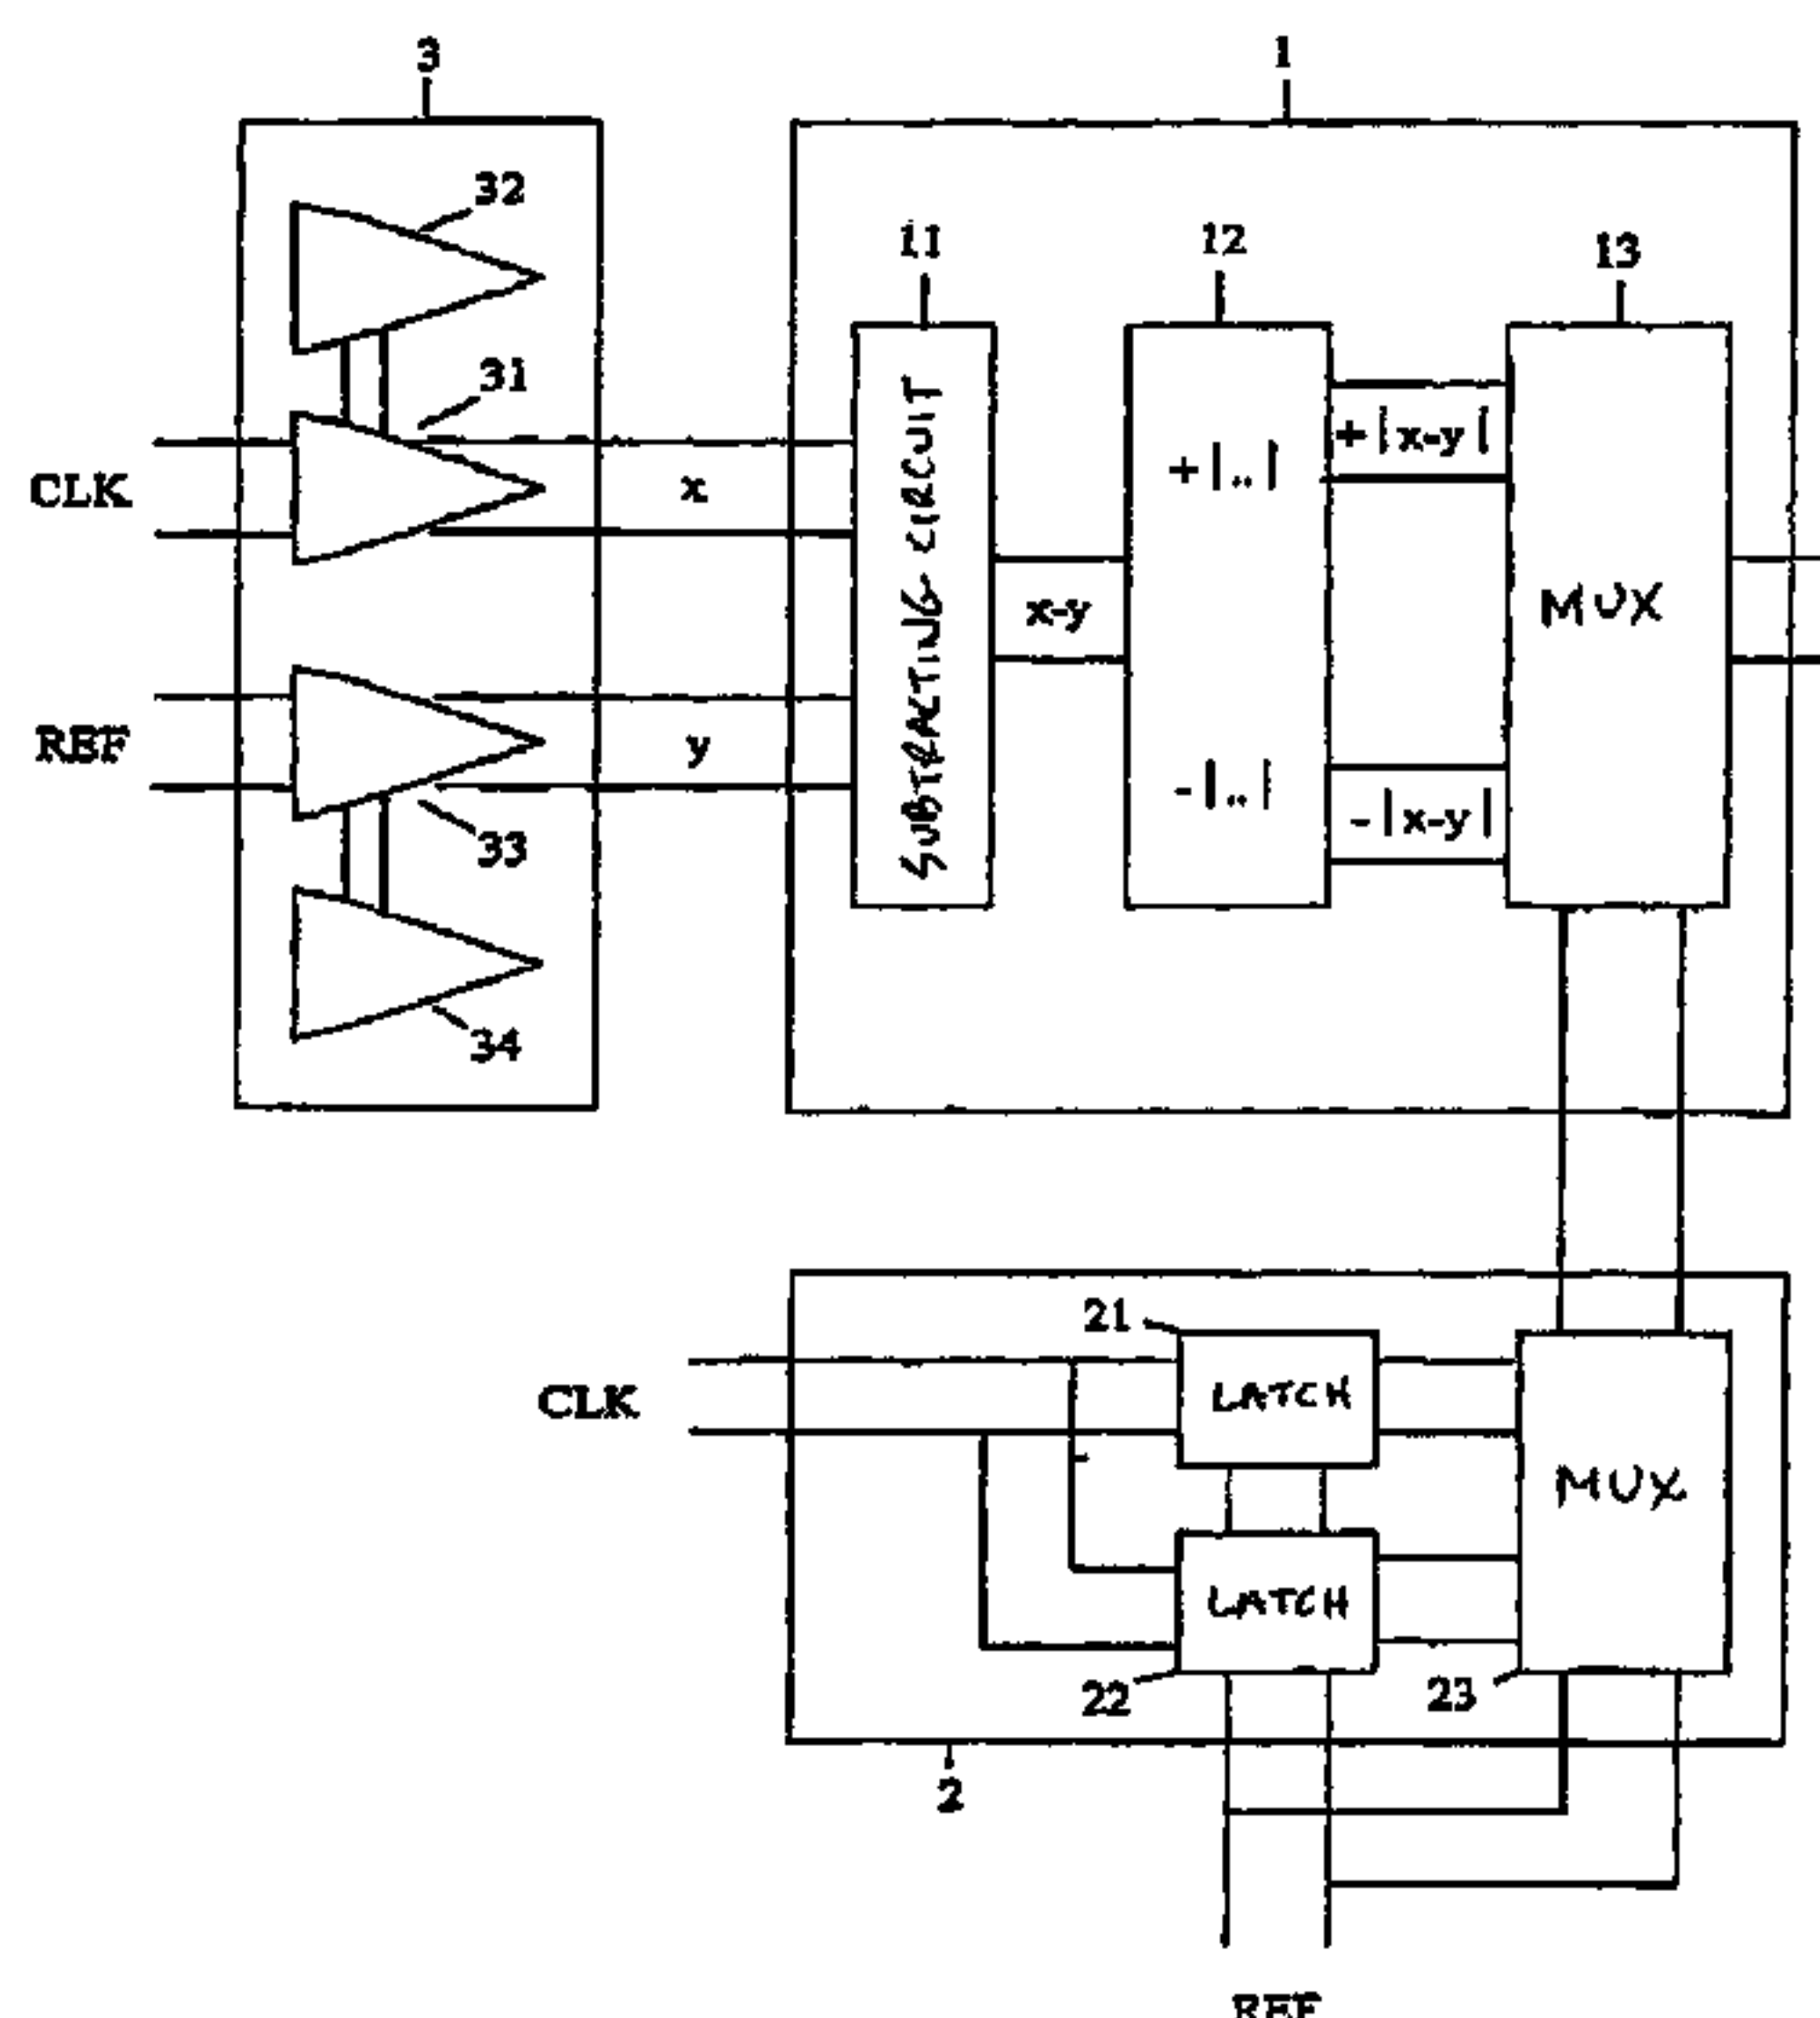 3
1
32
11
12
13
31
CLK
x
SUBTRACTING CIRCUIT
+|..|
+|x-y|
x-y
MUX
REF
y
-|..|
-|x-y|
33
34
21
CLK
LATCH
MUX
LATCH
22
23
2
REF